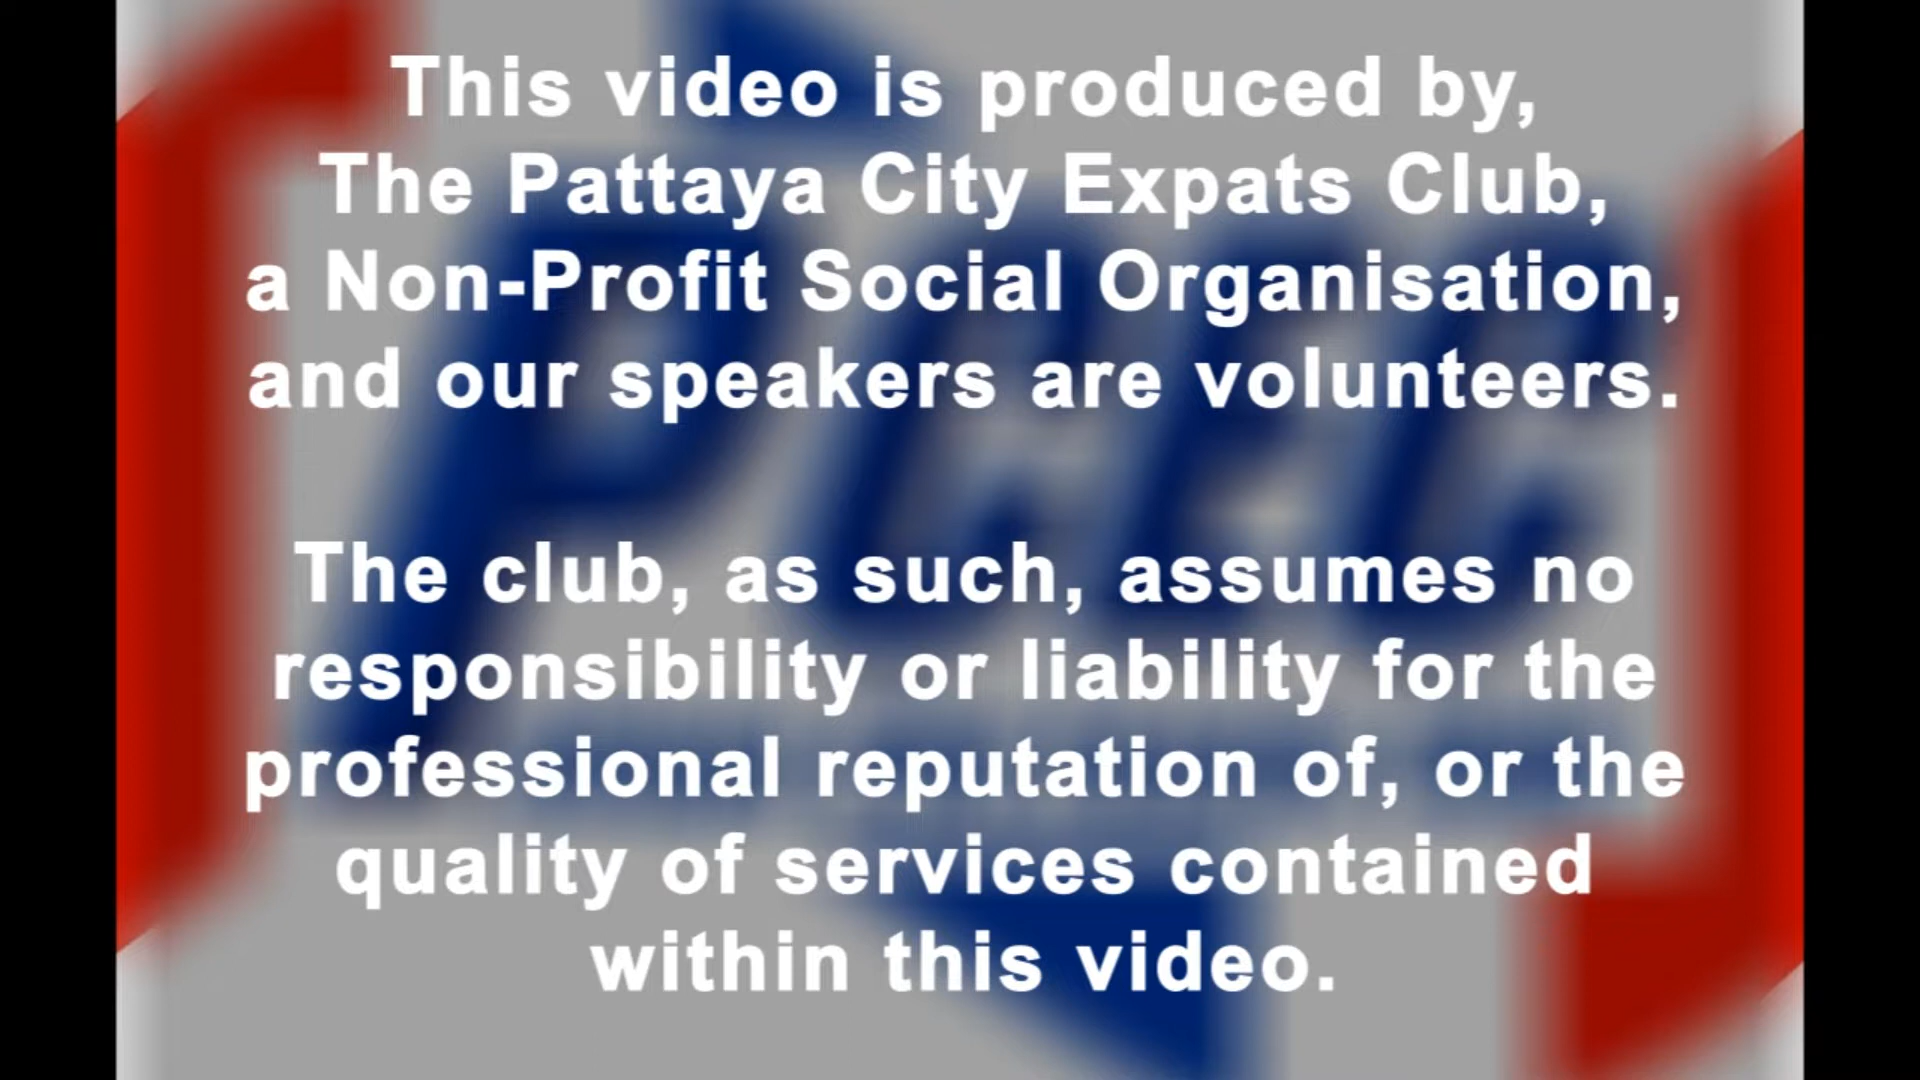 This video is produced by,
The Pattaya City Expats Club,
a Non-Profit Social Organisation,
and our speakers are volunteers.
The club, as such, assumes no
responsibility or liability for the
professional reputation of, or the
quality of services contained
within this video.